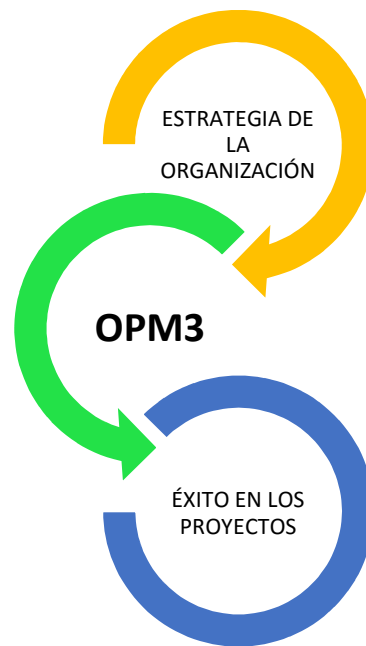 ESTRATEGIA DE
LA
ORGANIZACIÓN
OPM3
ÉXITO EN LOS
PROYECTOS